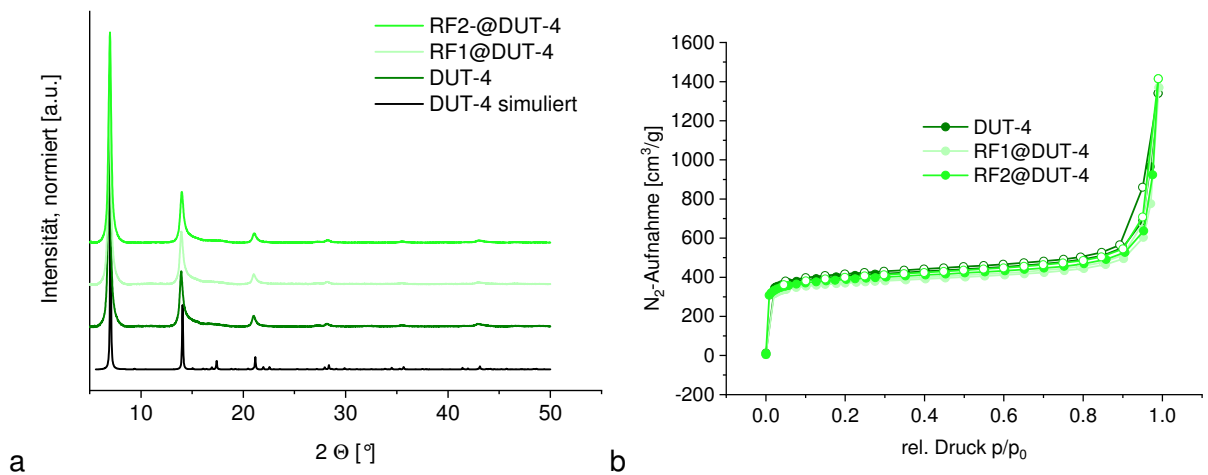 RF2-@DUT-4
RF1@DUT-4
DUT-4
DUT-4 simuliert
Intensität, normiert [a.u.]
10 20 30 40 50
2 Θ [°]
a
1600
1400
1200
1000
800
600
400
200
0
-200
DUT-4
RF1@DUT-4
RF2@DUT-4
N₂-Aufnahme [cm³/g]
0.0 0.2 0.4 0.6 0.8 1.0
rel. Druck p/p₀
b